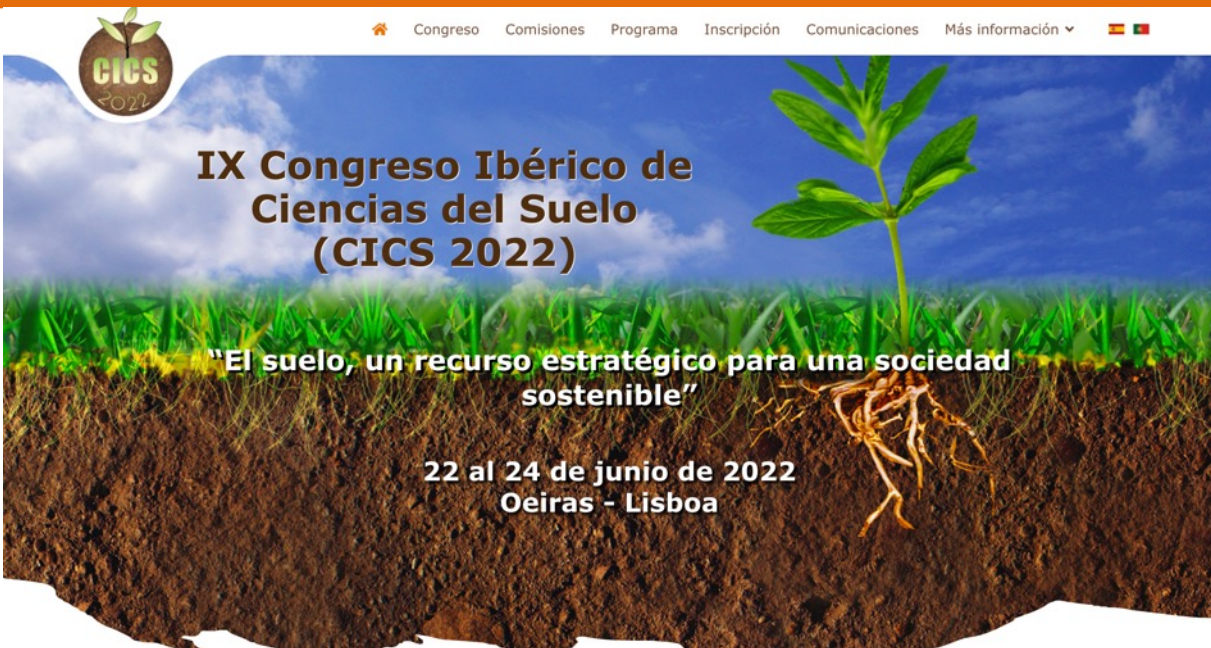 Congreso Comisiones Programa Inscripción Comunicaciones Más información
CICS
2022
IX Congreso Ibérico de
Ciencias del Suelo
(CICS 2022)
“El suelo, un recurso estratégico para una sociedad
sostenible”
22 al 24 de junio de 2022
Oeiras - Lisboa